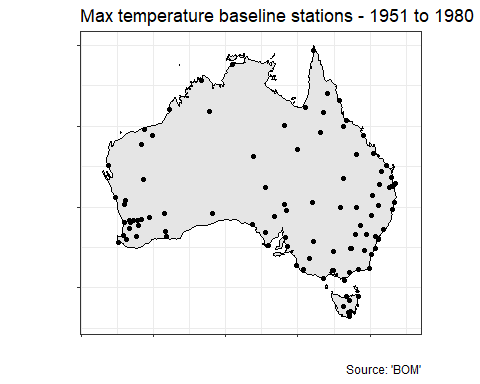 Max temperature baseline stations - 1951 to 1980
Source: 'BOM'